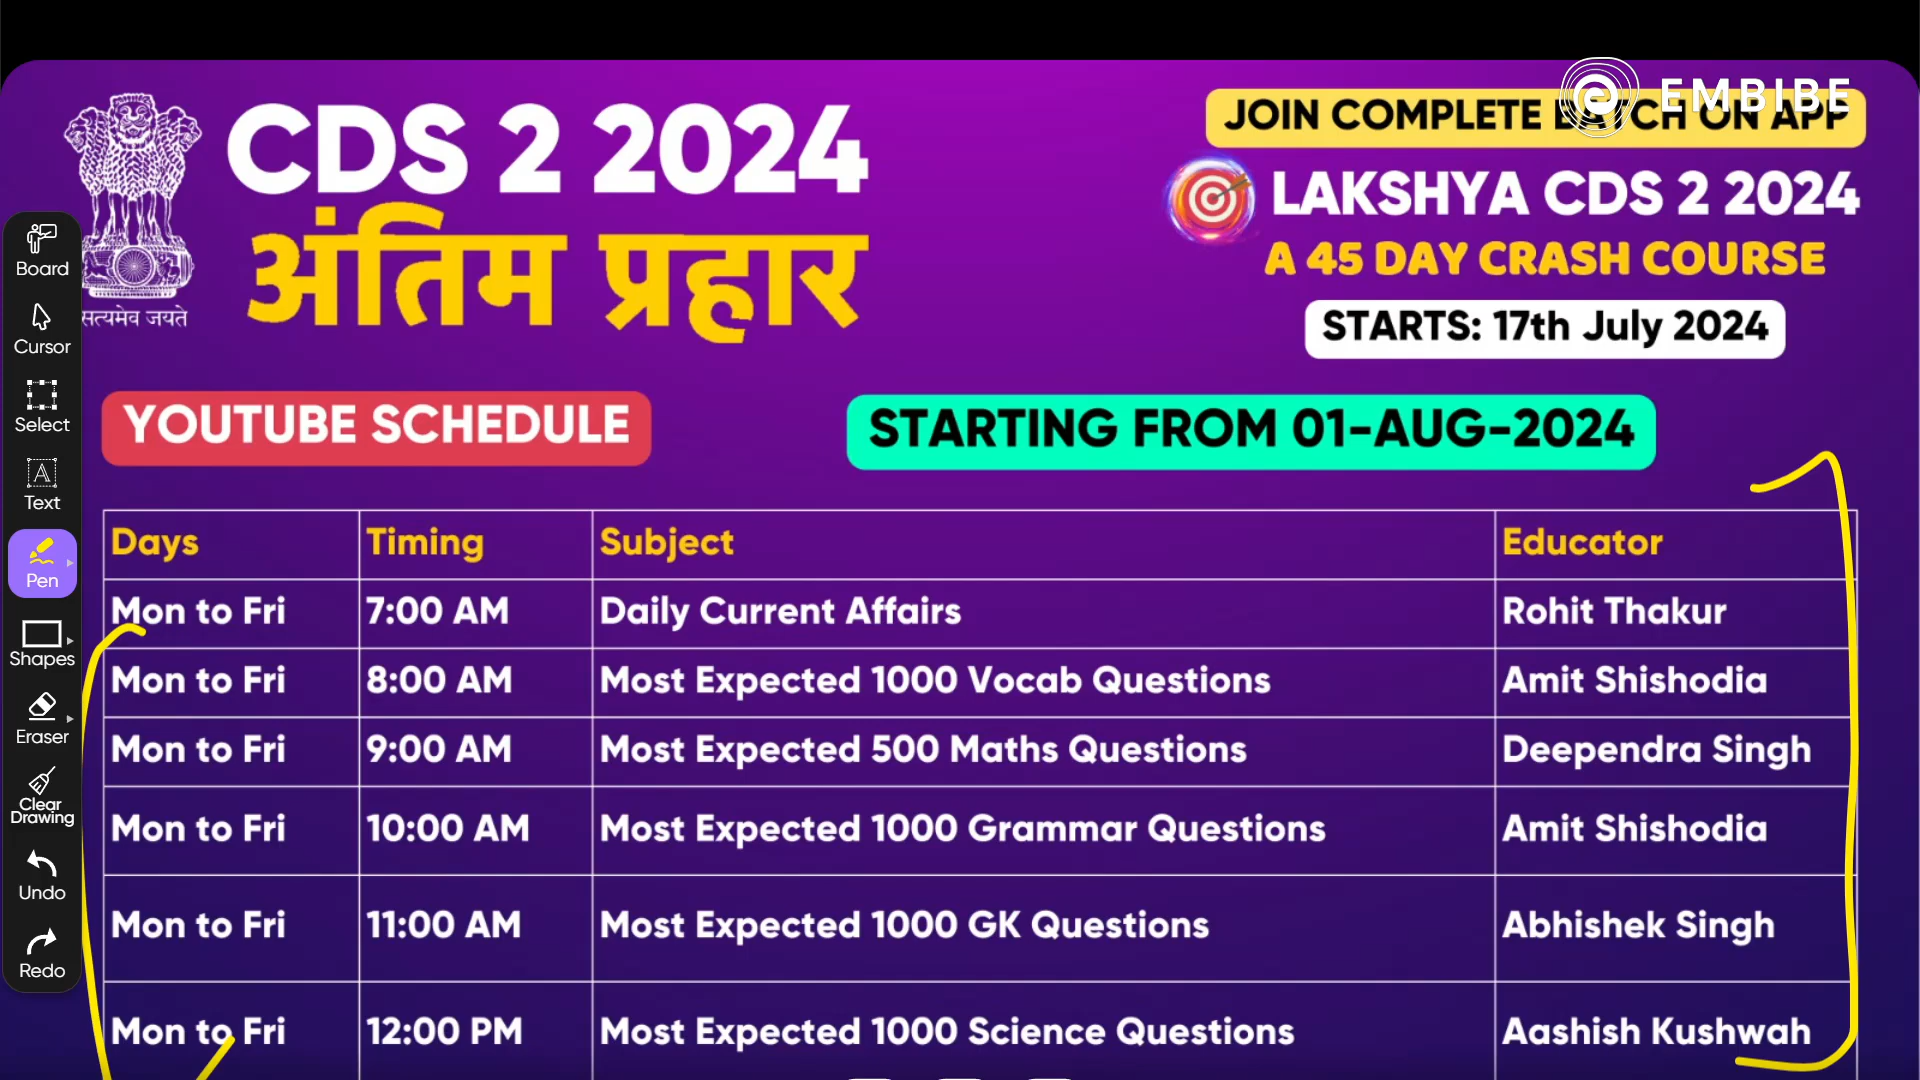 EMBIBE
CDS 2 2024
अंतिम प्रहार
सत्यमेव जयते
JOIN COMPLETE BATCH ON APP
LAKSHYA CDS 2 2024
A 45 DAY CRASH COURSE
STARTS: 17th July 2024
YOUTUBE SCHEDULE
STARTING FROM 01-AUG-2024
Days Timing Subject Educator
Mon to Fri 7:00 AM Daily Current Affairs Rohit Thakur
Mon to Fri 8:00 AM Most Expected 1000 Vocab Questions Amit Shishodia
Mon to Fri 9:00 AM Most Expected 500 Maths Questions Deependra Singh
Mon to Fri 10:00 AM Most Expected 1000 Grammar Questions Amit Shishodia
Mon to Fri 11:00 AM Most Expected 1000 GK Questions Abhishek Singh
Mon to Fri 12:00 PM Most Expected 1000 Science Questions Aashish Kushwah
Board
Cursor
Select
Text
Pen
Shapes
Eraser
Clear
Drawing
Undo
Redo